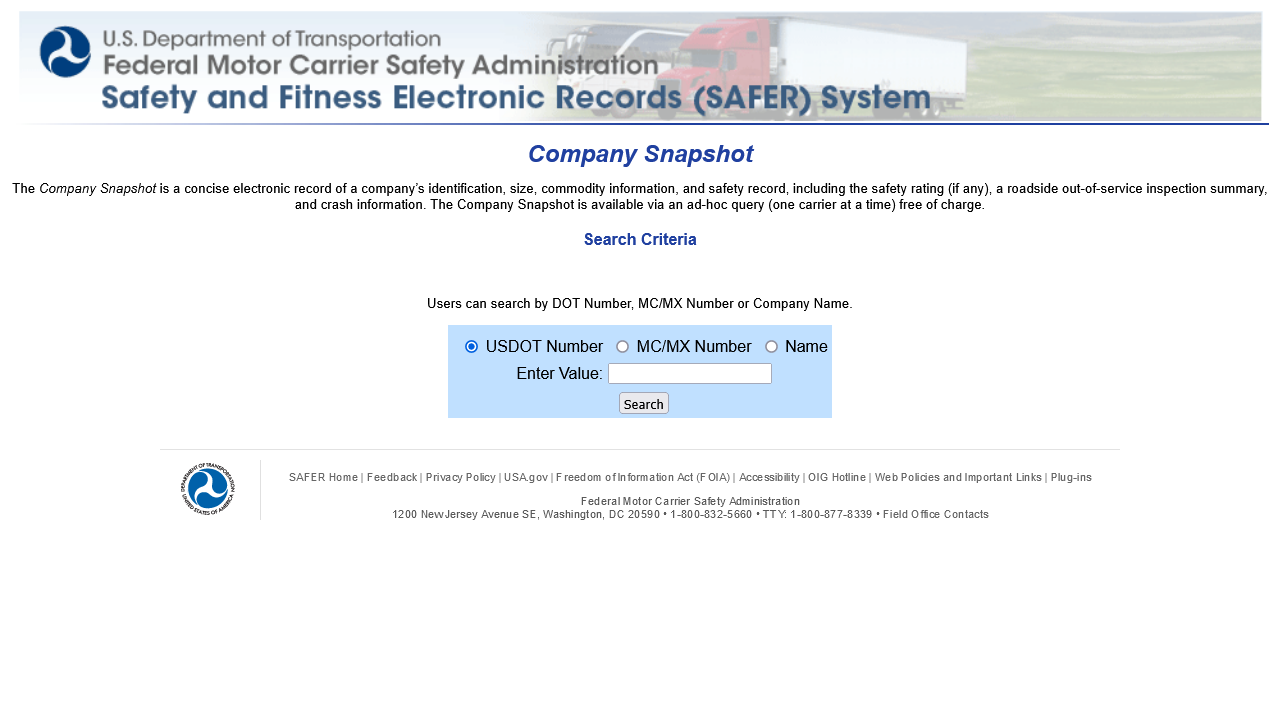 U.S. Department of Transportation
Federal Motor Carrier Safety Administration
Safety and Fitness Electronic Records (SAFER) System
Company Snapshot
The Company Snapshot is a concise electronic record of a company's identification, size, commodity information, and safety record, including the safety rating (if any), a roadside out-of-service inspection summary,
and crash information. The Company Snapshot is available via an ad-hoc query (one carrier at a time) free of charge.
Search Criteria
Users can search by DOT Number, MC/MX Number or Company Name.
USDOT Number MC/MX Number Name
Enter Value:
Search
DEPARTMENT OF TRANSPORTATION
UNITED STATES OF AMERICA
SAFER Home | Feedback | Privacy Policy | USA.gov | Freedom of Information Act (FOIA) | Accessibility | OIG Hotline | Web Policies and Important Links | Plug-ins
Federal Motor Carrier Safety Administration
1200 New Jersey Avenue SE, Washington, DC 20590 • 1-800-832-5660 • TTY: 1-800-877-8339 • Field Office Contacts